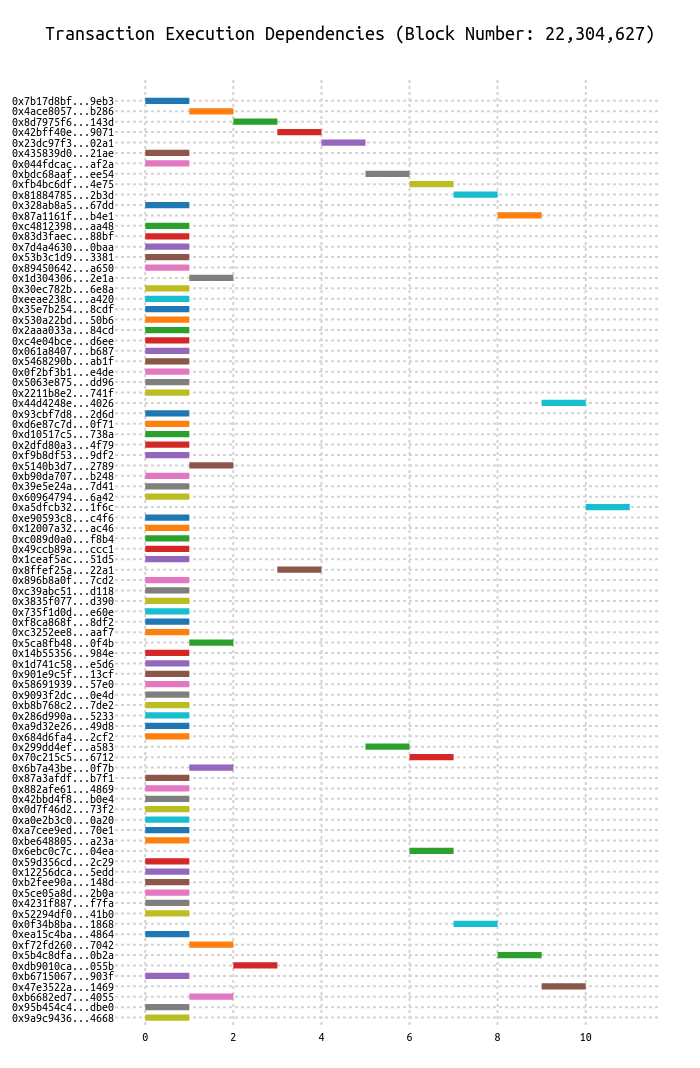 Transaction Execution Dependencies (Block Number: 22,304,627)
0x7b17d8bf...9eb3
0x4ace8057...b286
0x8d7975f6...143d
0x42bff40e...9071
0x23dc97f3...02a1
0x435839d0...21ae
0x044fdcac...af2a
0xbdc68aaf...ee54
0xfb4bc6df...4e75
0x81884785...2b3d
0x328ab8a5...67dd
0x87a1161f...b4e1
0xc4812398...aa48
0x83d3faec...88bf
0x7d4a4630...0baa
0x53b3c1d9...3381
0x89450642...a650
0x1d304306...2e1a
0x30ec782b...6e8a
0xeeae238c...a420
0x35e7b254...8cdf
0x530a22bd...50b6
0x2aaa033a...84cd
0xc4e04bce...d6ee
0x061a8407...b687
0x5468290b...ab1f
0x0f2bf3b1...e4de
0x5063e875...dd96
0x2211b8e2...741f
0x44d4248e...4026
0x93cbf7d8...2d6d
0xd6e87c7d...0f71
0xd10517c5...738a
0x2dfd80a3...4f79
0xf9b8df53...9df2
0x5140b3d7...2789
0xb90da707...b248
0x39e5e24a...7d41
0x60964794...6a42
0xa5dfcb32...1f6c
0xe90593c8...c4f6
0x12007a32...ac46
0xc089d0a0...f8b4
0x49ccb89a...ccc1
0x1ceaf5ac...51d5
0x8ffef25a...22a1
0x896b8a0f...7cd2
0xc39abc51...d118
0x3835f077...d390
0x735f1d0d...e60e
0xf8ca868f...8df2
0xc3252ee8...aaf7
0x5ca8fb48...0f4b
0x14b55356...984e
0x1d741c58...e5d6
0x901e9c5f...13cf
0x58691939...57e0
0x9093f2dc...0e4d
0xb8b768c2...7de2
0x286d990a...5233
0xa9d32e26...49d8
0x684d6fa4...2cf2
0x299dd4ef...a583
0x70c215c5...6712
0x6b7a43be...0f7b
0x87a3afdf...b7f1
0x882afe61...4869
0x42bbd4f8...b0e4
0x0d7f46d2...73f2
0xa0e2b3c0...0a20
0xa7cee9ed...70e1
0xbe648805...a23a
0x6ebc0c7c...04ea
0x59d356cd...2c29
0x12256dca...5edd
0xb2fee90a...148d
0x5ce05a8d...2b0a
0x4231f887...f7fa
0x52294df0...41b0
0x0f34b8ba...1868
0xea15c4ba...4864
0xf72fd260...7042
0x5b4c8dfa...0b2a
0xdb9010ca...055b
0xb6715067...903f
0x47e3522a...1469
0xb6682ed7...4055
0x95b454c4...dbe0
0x9a9c9436...4668
0 2 4 6 8 10